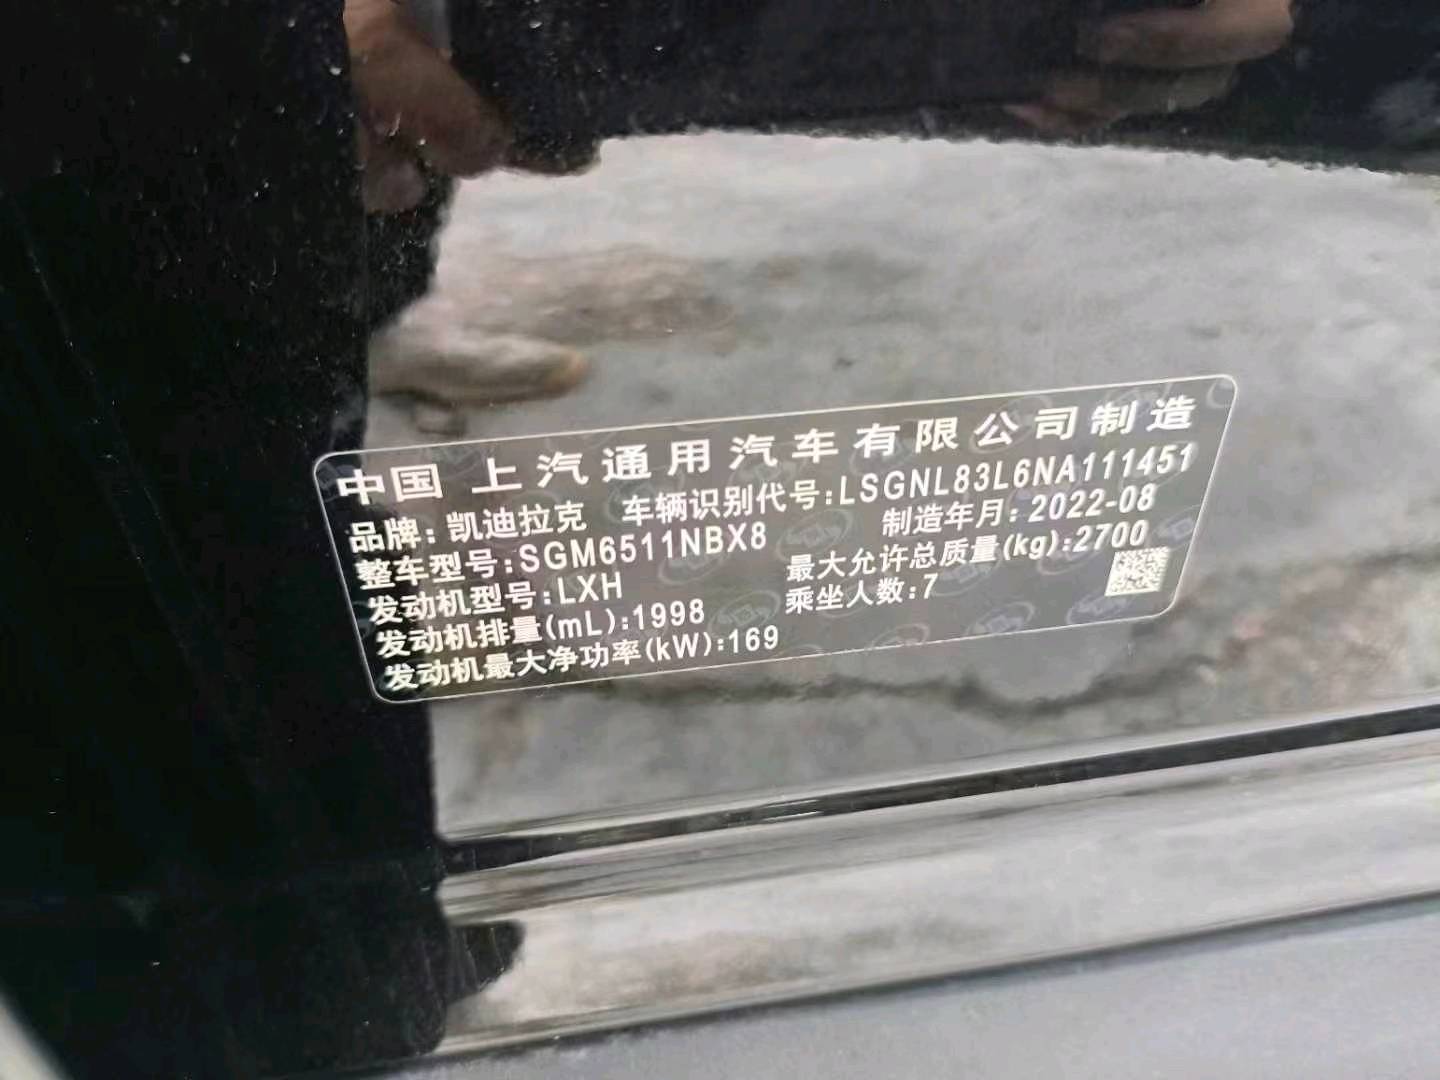 中国 上汽通用汽车有限公司制造
品牌:凯迪拉克 车辆识别代号:LSGNL83L6NA111451
整车型号:SGM6511NBX8 制造年月:2022-08
发动机型号:LXH 最大允许总质量(kg):2700
发动机排量(mL):1998 乘坐人数:7
发动机最大净功率(kW):169